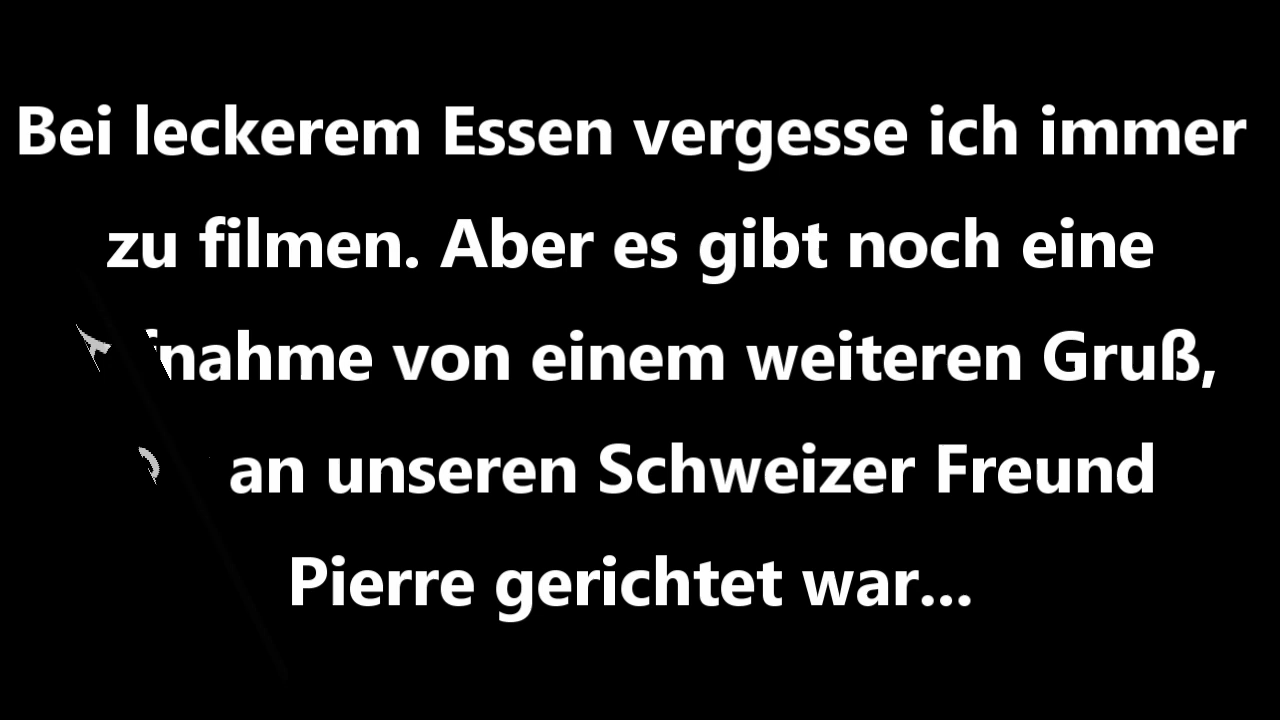 Bei leckerem Essen vergesse ich immer
zu filmen. Aber es gibt noch eine
von einem weiteren Gruß,
an unseren Schweizer Freund
Pierre gerichtet war...